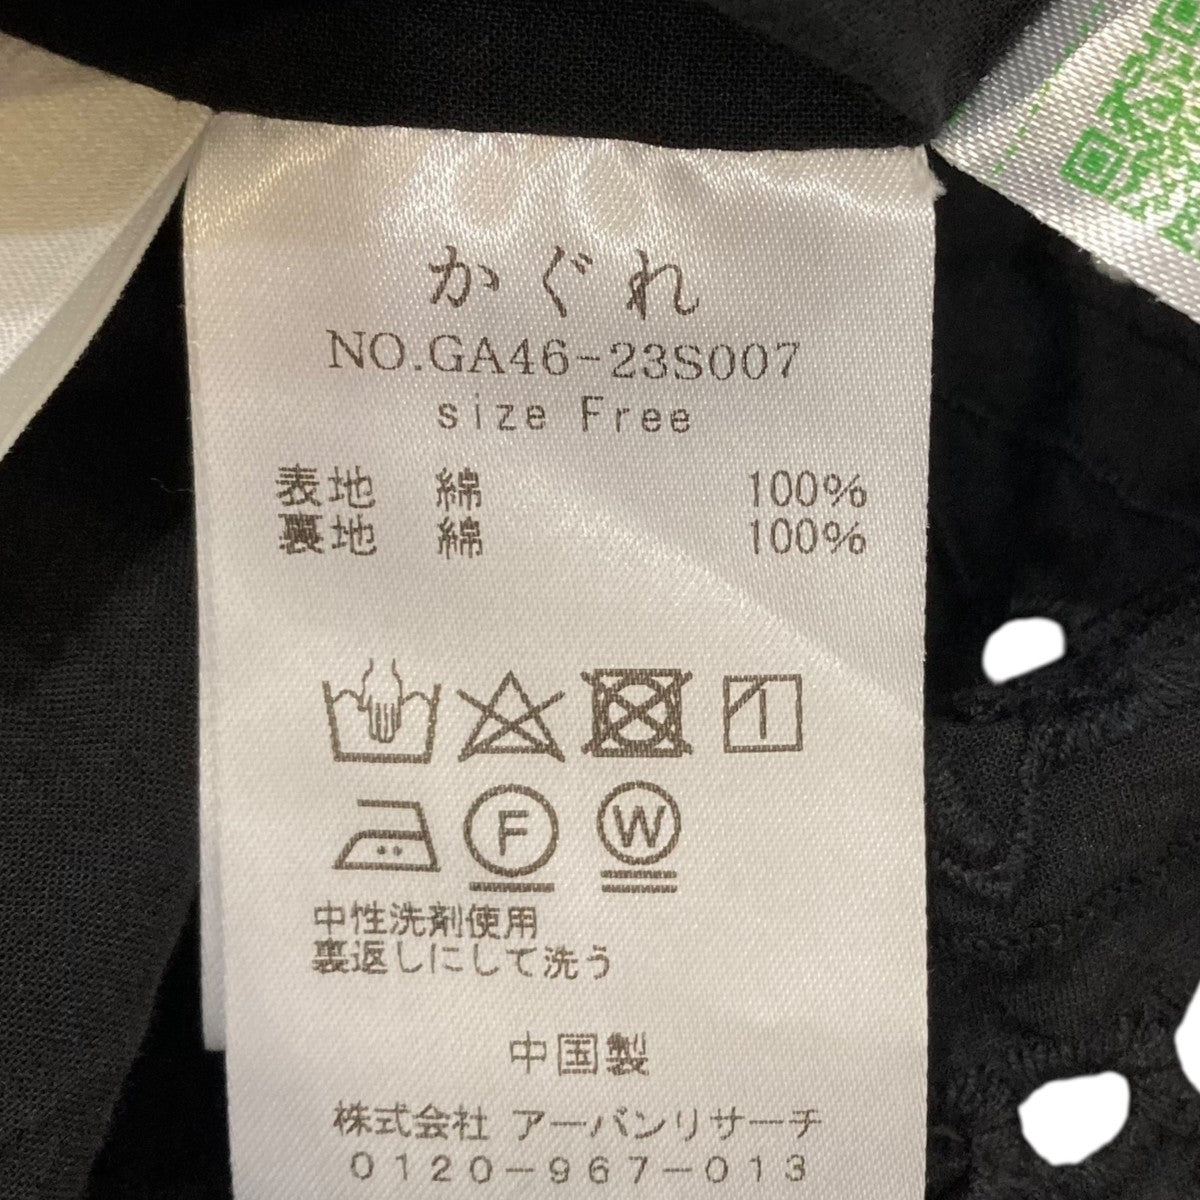 かぐれ
NO.GA46-23S007
size Free
表地 綿 100%
裏地 綿 100%
F W
中性洗剤使用
裏返しにして洗う
中国製
株式会社 アーバンリサーチ
0120-967-013